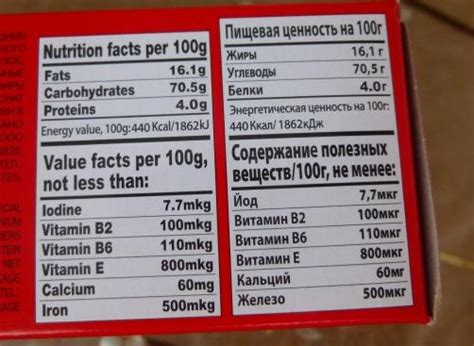 Nutrition facts per 100g
Fats 16.1g
Carbohydrates 70.5g
Proteins 4.0g
Energy value, 100g: 440 Kcal/1862kJ
Value facts per 100g,
not less than:
Iodine 7.7mkg
Vitamin B2 100mkg
Vitamin B6 110mkg
Vitamin E 800mkg
Calcium 60mg
Iron 500mkg
Пищевая ценность на 100г
Жиры 16,1 г
Углеводы 70,5 г
Белки 4.0г
Энергетическая ценность на 100г:
440 Ккал/ 1862кДж
Содержание полезных
веществ/100г, не менее:
Йод 7,7мкг
Витамин B2 100мкг
Витамин B6 110мкг
Витамин E 800мкг
Кальций 60мг
Железо 500мкг